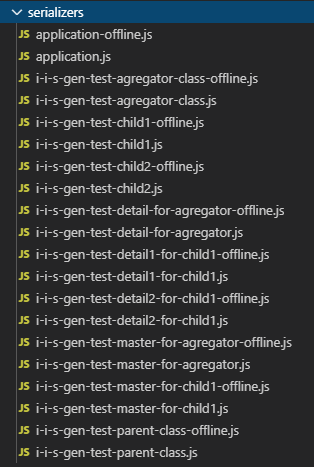 serializers
JS application-offline.js
JS application.js
JS i-i-s-gen-test-agregator-class-offline.js
JS i-i-s-gen-test-agregator-class.js
JS i-i-s-gen-test-child1-offline.js
JS i-i-s-gen-test-child1.js
JS i-i-s-gen-test-child2-offline.js
JS i-i-s-gen-test-child2.js
JS i-i-s-gen-test-detail-for-agregator-offline.js
JS i-i-s-gen-test-detail-for-agregator.js
JS i-i-s-gen-test-detail1-for-child1-offline.js
JS i-i-s-gen-test-detail1-for-child1.js
JS i-i-s-gen-test-detail2-for-child1-offline.js
JS i-i-s-gen-test-detail2-for-child1.js
JS i-i-s-gen-test-master-for-agregator-offline.js
JS i-i-s-gen-test-master-for-agregator.js
JS i-i-s-gen-test-master-for-child1-offline.js
JS i-i-s-gen-test-master-for-child1.js
JS i-i-s-gen-test-parent-class-offline.js
JS i-i-s-gen-test-parent-class.js